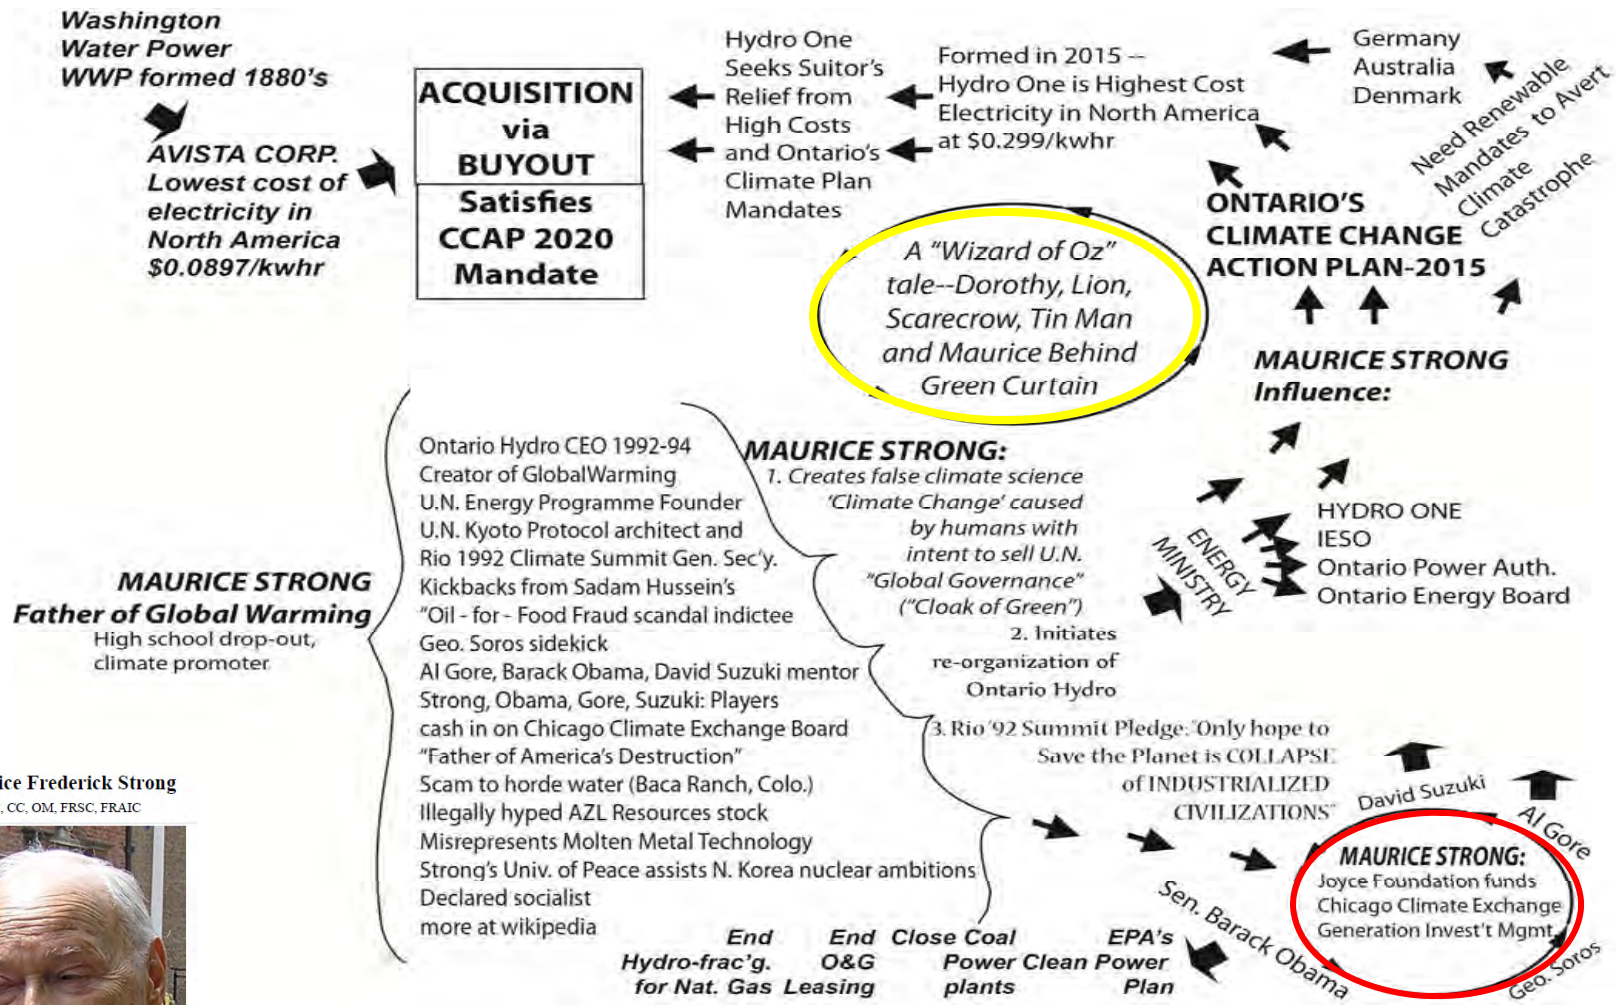 Washington
Water Power
WWP formed 1880's
AVISTA CORP.
Lowest cost of
electricity in
North America
$0.0897/kwhr
ACQUISITION
via
BUYOUT
Satisfies
CCAP 2020
Mandate
Hydro One
Seeks Suitor's
Relief from
High Costs
and Ontario's
Climate Plan
Mandates
Formed in 2015 --
Hydro One is Highest Cost
Electricity in North America
at $0.299/kwhr
Germany
Australia
Denmark
Need Renewable
Mandates to Avert
Climate
Catastrophe
ONTARIO'S
CLIMATE CHANGE
ACTION PLAN-2015
A "Wizard of Oz"
tale--Dorothy, Lion,
Scarecrow, Tin Man
and Maurice Behind
Green Curtain
MAURICE STRONG
Influence:
HYDRO ONE
IESO
Ontario Power Auth.
Ontario Energy Board
ENERGY
MINISTRY
MAURICE STRONG
Father of Global Warming
High school drop-out,
climate promoter
Ontario Hydro CEO 1992-94
Creator of GlobalWarming
U.N. Energy Programme Founder
U.N. Kyoto Protocol architect and
Rio 1992 Climate Summit Gen. Sec'y.
Kickbacks from Sadam Hussein's
"Oil - for - Food Fraud scandal indictee
Geo. Soros sidekick
Al Gore, Barack Obama, David Suzuki mentor
Strong, Obama, Gore, Suzuki: Players
cash in on Chicago Climate Exchange Board
"Father of America's Destruction"
Scam to horde water (Baca Ranch, Colo.)
Illegally hyped AZL Resources stock
Misrepresents Molten Metal Technology
Strong's Univ. of Peace assists N. Korea nuclear ambitions
Declared socialist
more at wikipedia
MAURICE STRONG:
1. Creates false climate science
'Climate Change' caused
by humans with
intent to sell U.N.
"Global Governance"
("Cloak of Green")
2. Initiates
re-organization of
Ontario Hydro
3. Rio '92 Summit Pledge: "Only hope to
Save the Planet is COLLAPSE
of INDUSTRIALIZED
CIVILIZATIONS"
David Suzuki
Al Gore
MAURICE STRONG:
Joyce Foundation funds
Chicago Climate Exchange
Generation Invest't Mgmt
Sen. Barack Obama
Geo. Soros
End
Hydro-frac'g.
for Nat. Gas
End
O&G
Leasing
Close Coal
Power
plants
EPA's
Clean Power
Plan
ice Frederick Strong
, CC, OM, FRSC, FRAIC